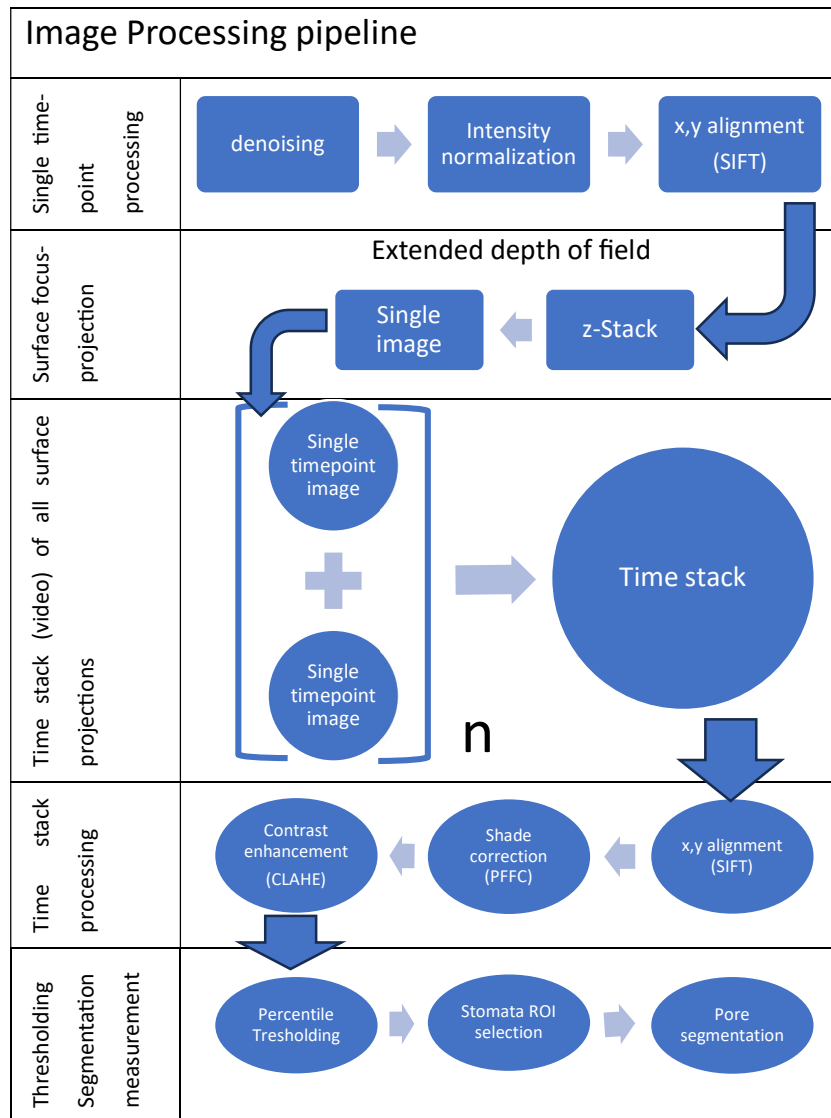 Image Processing pipeline
Single time-
point
processing
denoising
Intensity
normalization
x,y alignment
(SIFT)
Surface focus-
projection
Extended depth of field
Single
image
z-Stack
Time stack (video) of all surface
projections
Single
timepoint
image
Single
timepoint
image
n
Time stack
Time stack
processing
Contrast
enhancement
(CLAHE)
Shade
correction
(PFFC)
x,y alignment
(SIFT)
Thresholding
Segmentation
measurement
Percentile
Tresholding
Stomata ROI
selection
Pore
segmentation